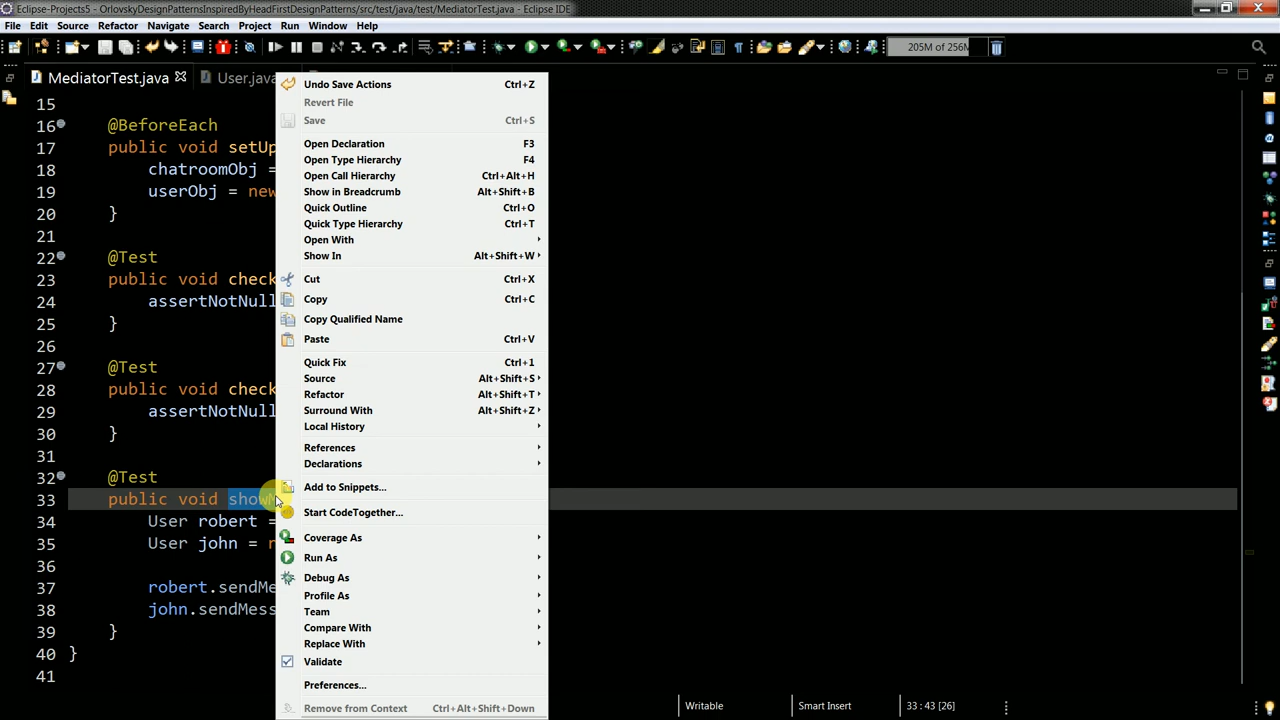 Eclipse-Projects5 - OrlovskyDesignPatternsInspiredByHeadFirstDesignPatterns/src/test/java/test/MediatorTest.java - Eclipse IDE
File Edit Source Refactor Navigate Search Project Run Window Help
205M of 256M
MediatorTest.java User.java
15
16 @BeforeEach
17 public void setUp
18 chatroomObj =
19 userObj = new
20 }
21
22 @Test
23 public void check
24 assertNotNull
25 }
26
27 @Test
28 public void check
29 assertNotNull
30 }
31
32 @Test
33 public void show
34 User robert =
35 User john =
36
37 robert.sendMe
38 john.sendMess
39 }
40 }
41
Undo Save Actions Ctrl+Z
Revert File
Save Ctrl+S
Open Declaration F3
Open Type Hierarchy F4
Open Call Hierarchy Ctrl+Alt+H
Show in Breadcrumb Alt+Shift+B
Quick Outline Ctrl+O
Quick Type Hierarchy Ctrl+T
Open With
Show In Alt+Shift+W
Cut Ctrl+X
Copy Ctrl+C
Copy Qualified Name
Paste Ctrl+V
Quick Fix Ctrl+1
Source Alt+Shift+S
Refactor Alt+Shift+T
Surround With Alt+Shift+Z
Local History
References
Declarations
Add to Snippets...
Start CodeTogether...
Coverage As
Run As
Debug As
Profile As
Team
Compare With
Replace With
Validate
Preferences...
Remove from Context Ctrl+Alt+Shift+Down
Writable Smart Insert 33 : 43 [26]